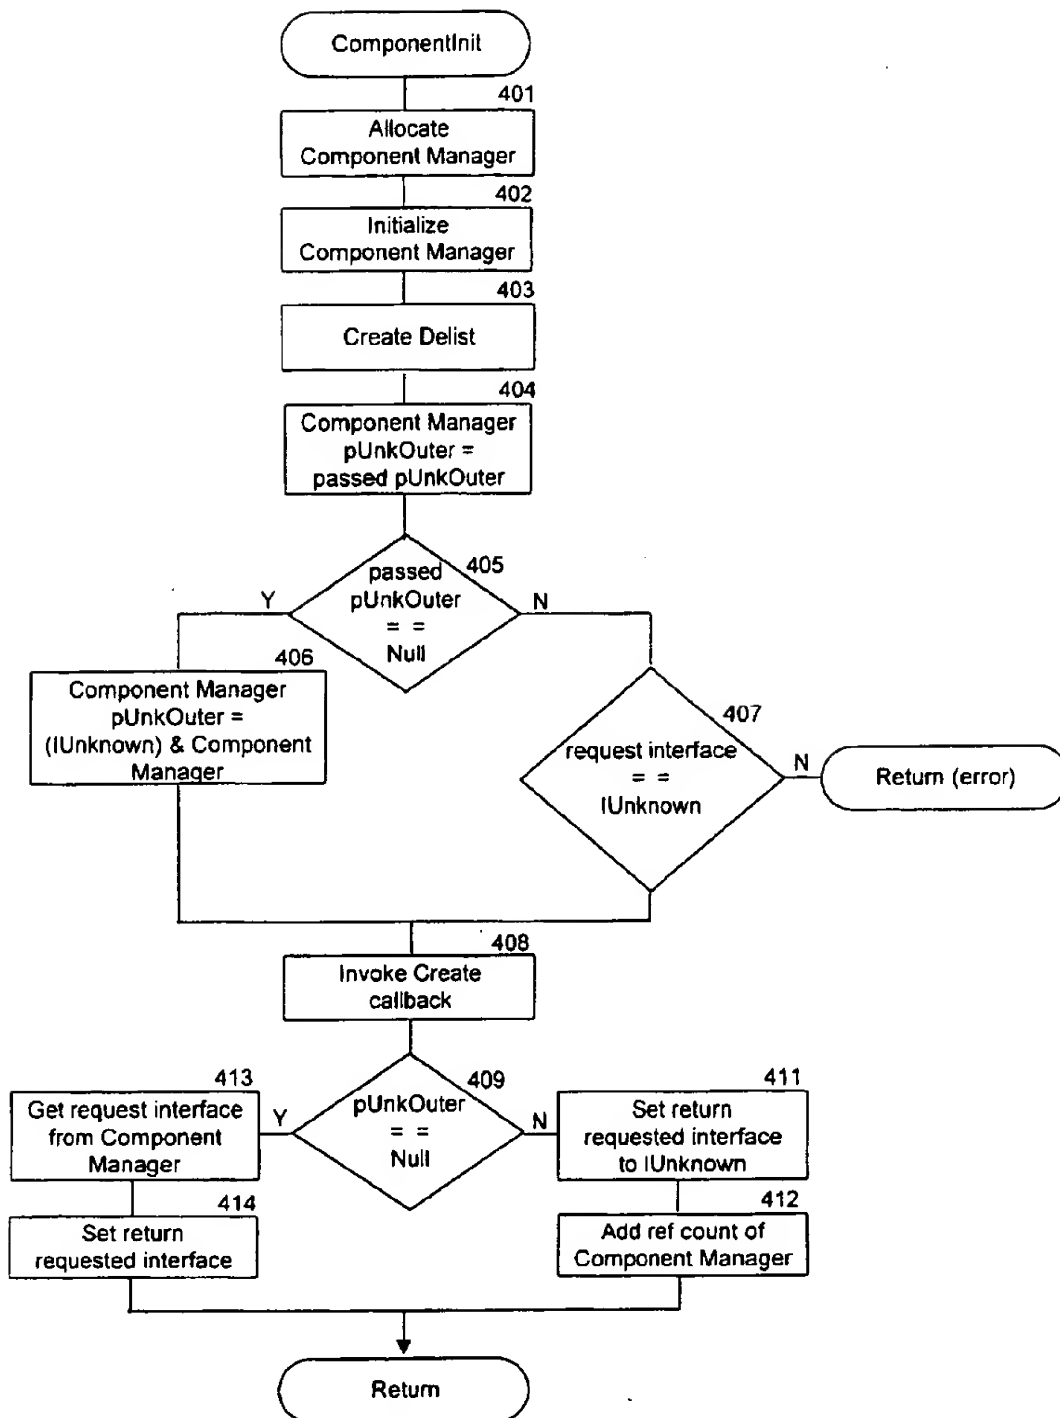 ComponentInit
401
Allocate
Component Manager
402
Initialize
Component Manager
403
Create Delist
404
Component Manager
pUnkOuter =
passed pUnkOuter
405
passed
pUnkOuter
= =
Null
Y
N
406
Component Manager
pUnkOuter =
(IUnknown) & Component
Manager
407
request interface
= =
IUnknown
N
Return (error)
408
Invoke Create
callback
409
pUnkOuter
= =
Null
Y
N
413
Get request interface
from Component
Manager
411
Set return
requested interface
to IUnknown
414
Set return
requested interface
412
Add ref count of
Component Manager
Return